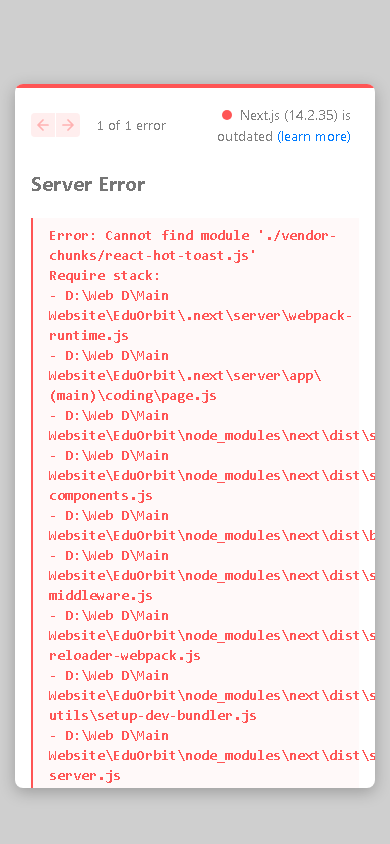 1 of 1 error
Next.js (14.2.35) is
outdated (learn more)
Server Error
Error: Cannot find module './vendor-
chunks/react-hot-toast.js'
Require stack:
- D:\Web D\Main
Website\EduOrbit\.next\server\webpack-
runtime.js
- D:\Web D\Main
Website\EduOrbit\.next\server\app\
(main)\coding\page.js
- D:\Web D\Main
Website\EduOrbit\node_modules\next\dist\s
- D:\Web D\Main
Website\EduOrbit\node_modules\next\dist\s
components.js
- D:\Web D\Main
Website\EduOrbit\node_modules\next\dist\b
- D:\Web D\Main
Website\EduOrbit\node_modules\next\dist\s
middleware.js
- D:\Web D\Main
Website\EduOrbit\node_modules\next\dist\s
reloader-webpack.js
- D:\Web D\Main
Website\EduOrbit\node_modules\next\dist\s
utils\setup-dev-bundler.js
- D:\Web D\Main
Website\EduOrbit\node_modules\next\dist\s
server.js